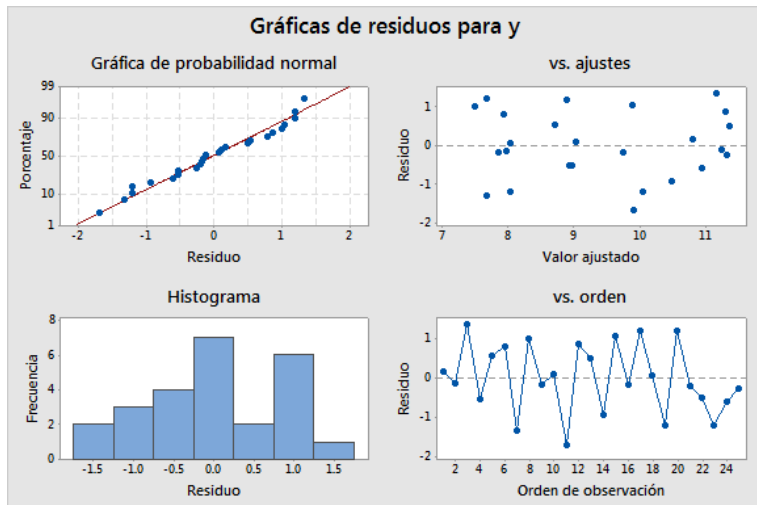 Gráficas de residuos para y
Gráfica de probabilidad normal
99
90
50
10
1
Porcentaje
-2 -1 0 1 2
Residuo
vs. ajustes
1
0
-1
-2
Residuo
7 8 9 10 11
Valor ajustado
Histograma
8
6
4
2
0
Frecuencia
-1.5 -1.0 -0.5 0.0 0.5 1.0 1.5
Residuo
vs. orden
1
0
-1
-2
Residuo
2 4 6 8 10 12 14 16 18 20 22 24
Orden de observación